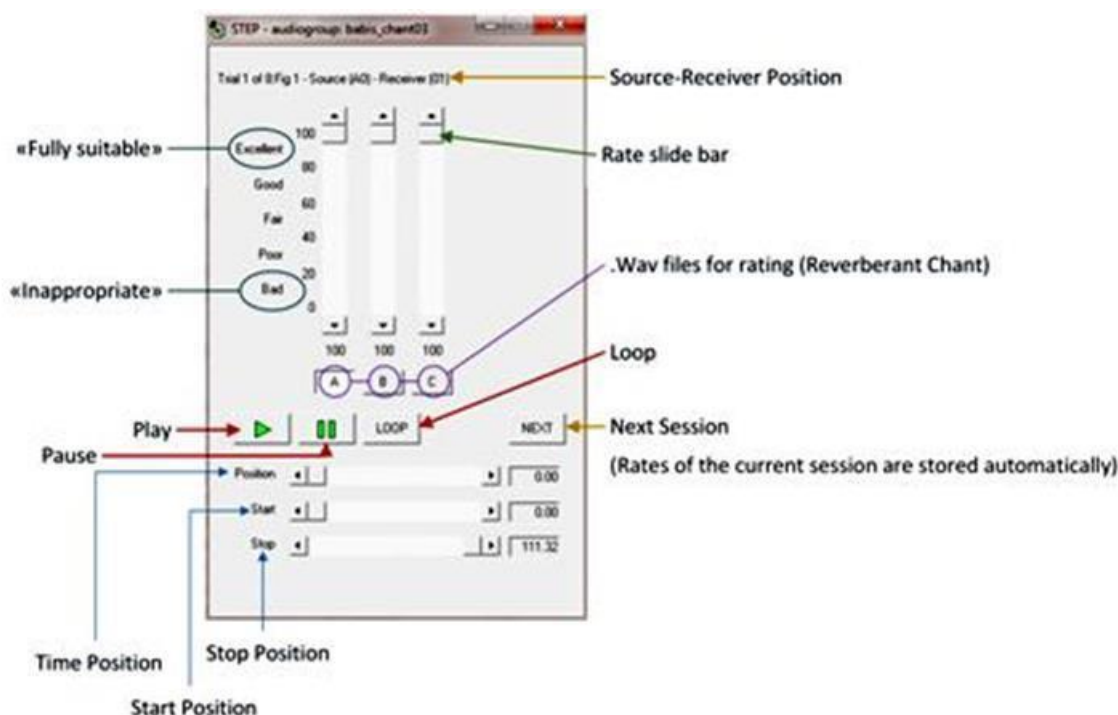 STEP - audiogroup: babis_chant03
Trial 1 of 8:Fig 1 - Source (A0) - Receiver (01)
Source-Receiver Position
«Fully suitable»
Excellent
100
Rate slide bar
80
Good
60
Fair
40
Poor
20
.Wav files for rating (Reverberant Chant)
«Inappropriate»
Bad
0
100 100 100
Loop
A B C
Play
LOOP
NEXT
Next Session
Pause
(Rates of the current session are stored automatically)
Position 0.00
Start 0.00
Stop 111.32
Time Position
Stop Position
Start Position